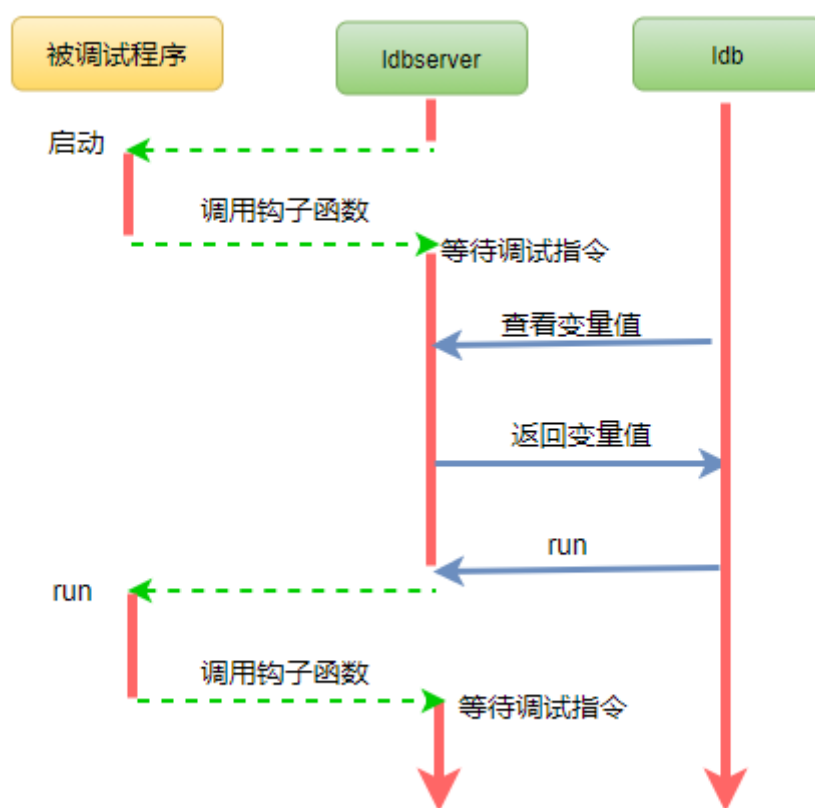 被调试程序
ldbserver
ldb
启动
调用钩子函数
等待调试指令
查看变量值
返回变量值
run
run
调用钩子函数
等待调试指令